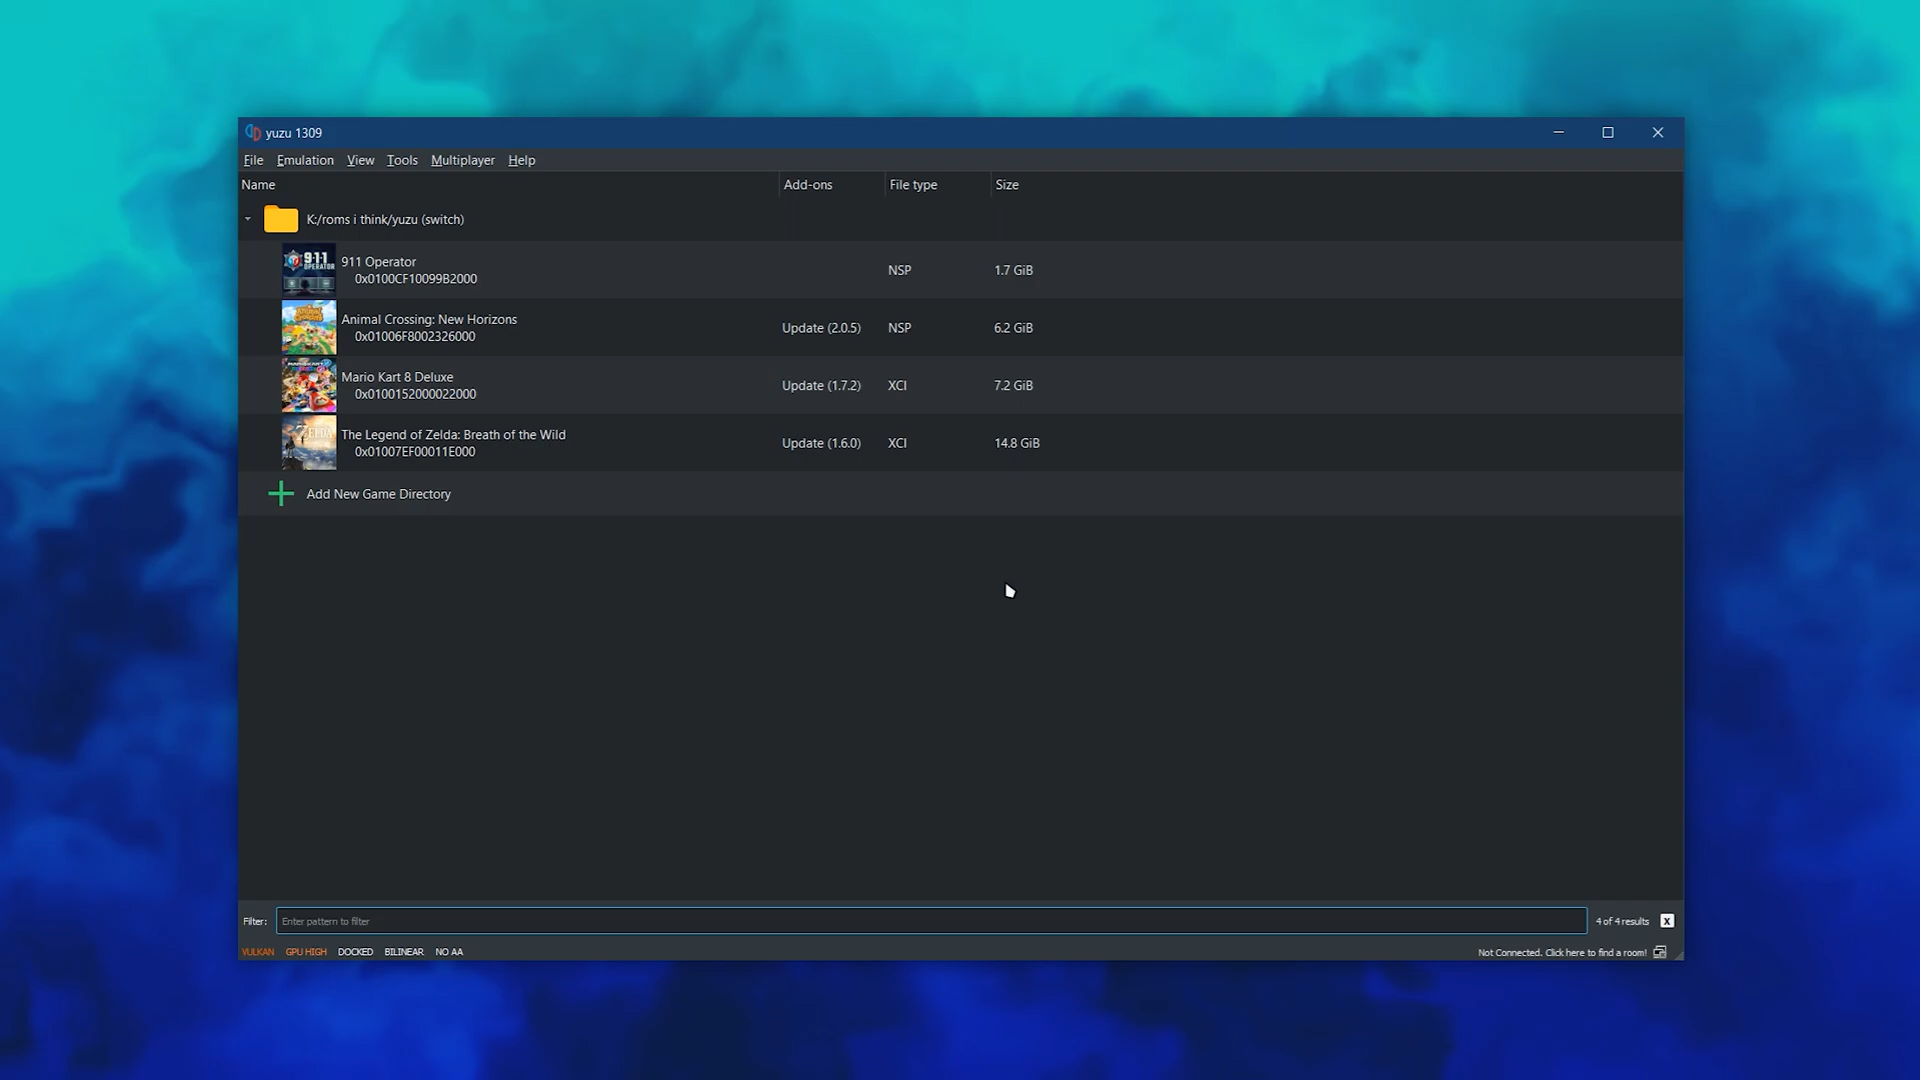 yuzu 1309
File Emulation View Tools Multiplayer Help
Name Add-ons File type Size
K:/roms i think/yuzu (switch)
911 OPERATOR
911 Operator
0x0100CF10099B2000 NSP 1.7 GiB
Animal Crossing: New Horizons
0x01006F8002326000 Update (2.0.5) NSP 6.2 GiB
Mario Kart 8 Deluxe
0x0100152000022000 Update (1.7.2) XCI 7.2 GiB
ZELDA
The Legend of Zelda: Breath of the Wild
0x01007EF00011E000 Update (1.6.0) XCI 14.8 GiB
Add New Game Directory
Filter: Enter pattern to filter 4 of 4 results X
VULKAN GPU HIGH DOCKED BILINEAR NO AA Not Connected. Click here to find a room!